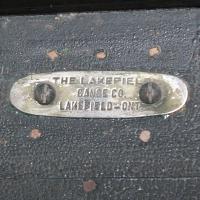 THE LAKEFIELD
CANOE CO.
LAKEFIELD-ONT